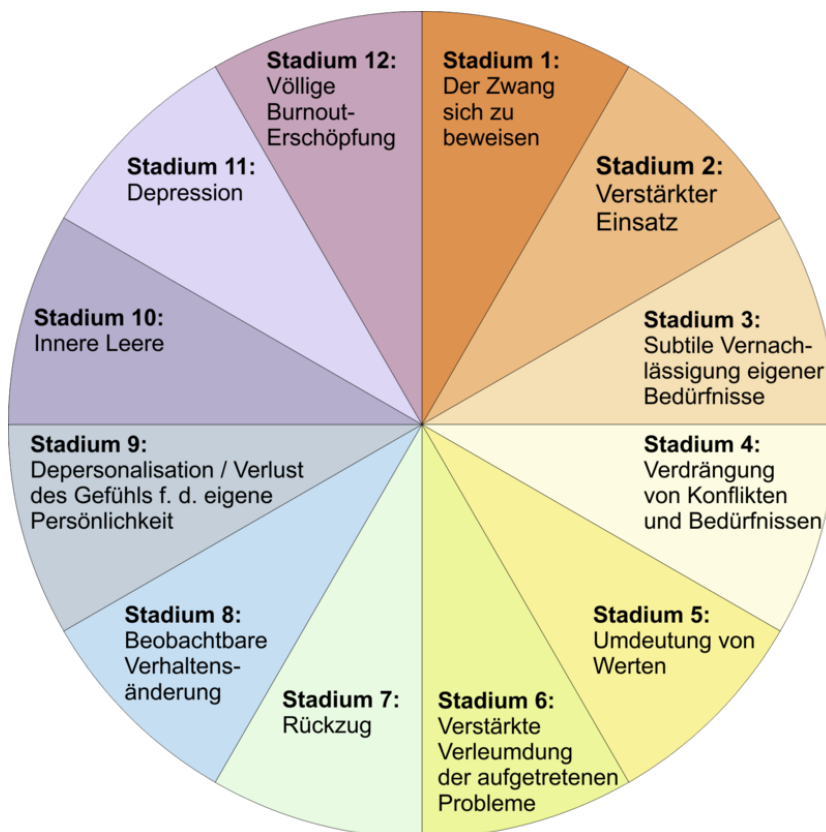 Stadium 1:
Der Zwang
sich zu
beweisen
Stadium 2:
Verstärkter
Einsatz
Stadium 3:
Subtile Vernach-
lässigung eigener
Bedürfnisse
Stadium 4:
Verdrängung
von Konflikten
und Bedürfnissen
Stadium 5:
Umdeutung von
Werten
Stadium 6:
Verstärkte
Verleumdung
der aufgetretenen
Probleme
Stadium 7:
Rückzug
Stadium 8:
Beobachtbare
Verhaltens-
änderung
Stadium 9:
Depersonalisation / Verlust
des Gefühls f. d. eigene
Persönlichkeit
Stadium 10:
Innere Leere
Stadium 11:
Depression
Stadium 12:
Völlige
Burnout-
Erschöpfung